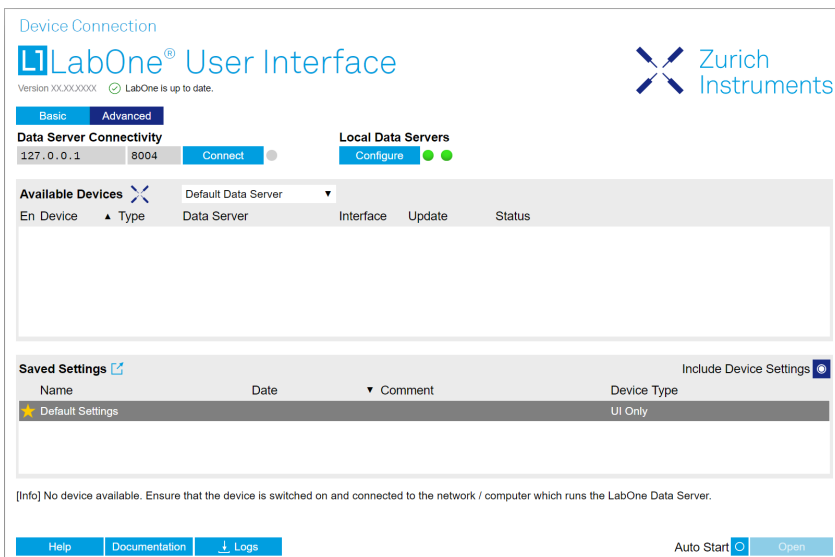 Device Connection
L1 LabOne® User Interface
Zurich
Instruments
Version XX.XX.XXXX LabOne is up to date.
Basic Advanced
Data Server Connectivity Local Data Servers
127.0.0.1 8004 Connect Configure
Available Devices Default Data Server ▼
En Device ▲ Type Data Server Interface Update Status
Saved Settings Include Device Settings
Name Date ▼ Comment Device Type
Default Settings UI Only
[Info] No device available. Ensure that the device is switched on and connected to the network / computer which runs the LabOne Data Server.
Help Documentation Logs Auto Start Open